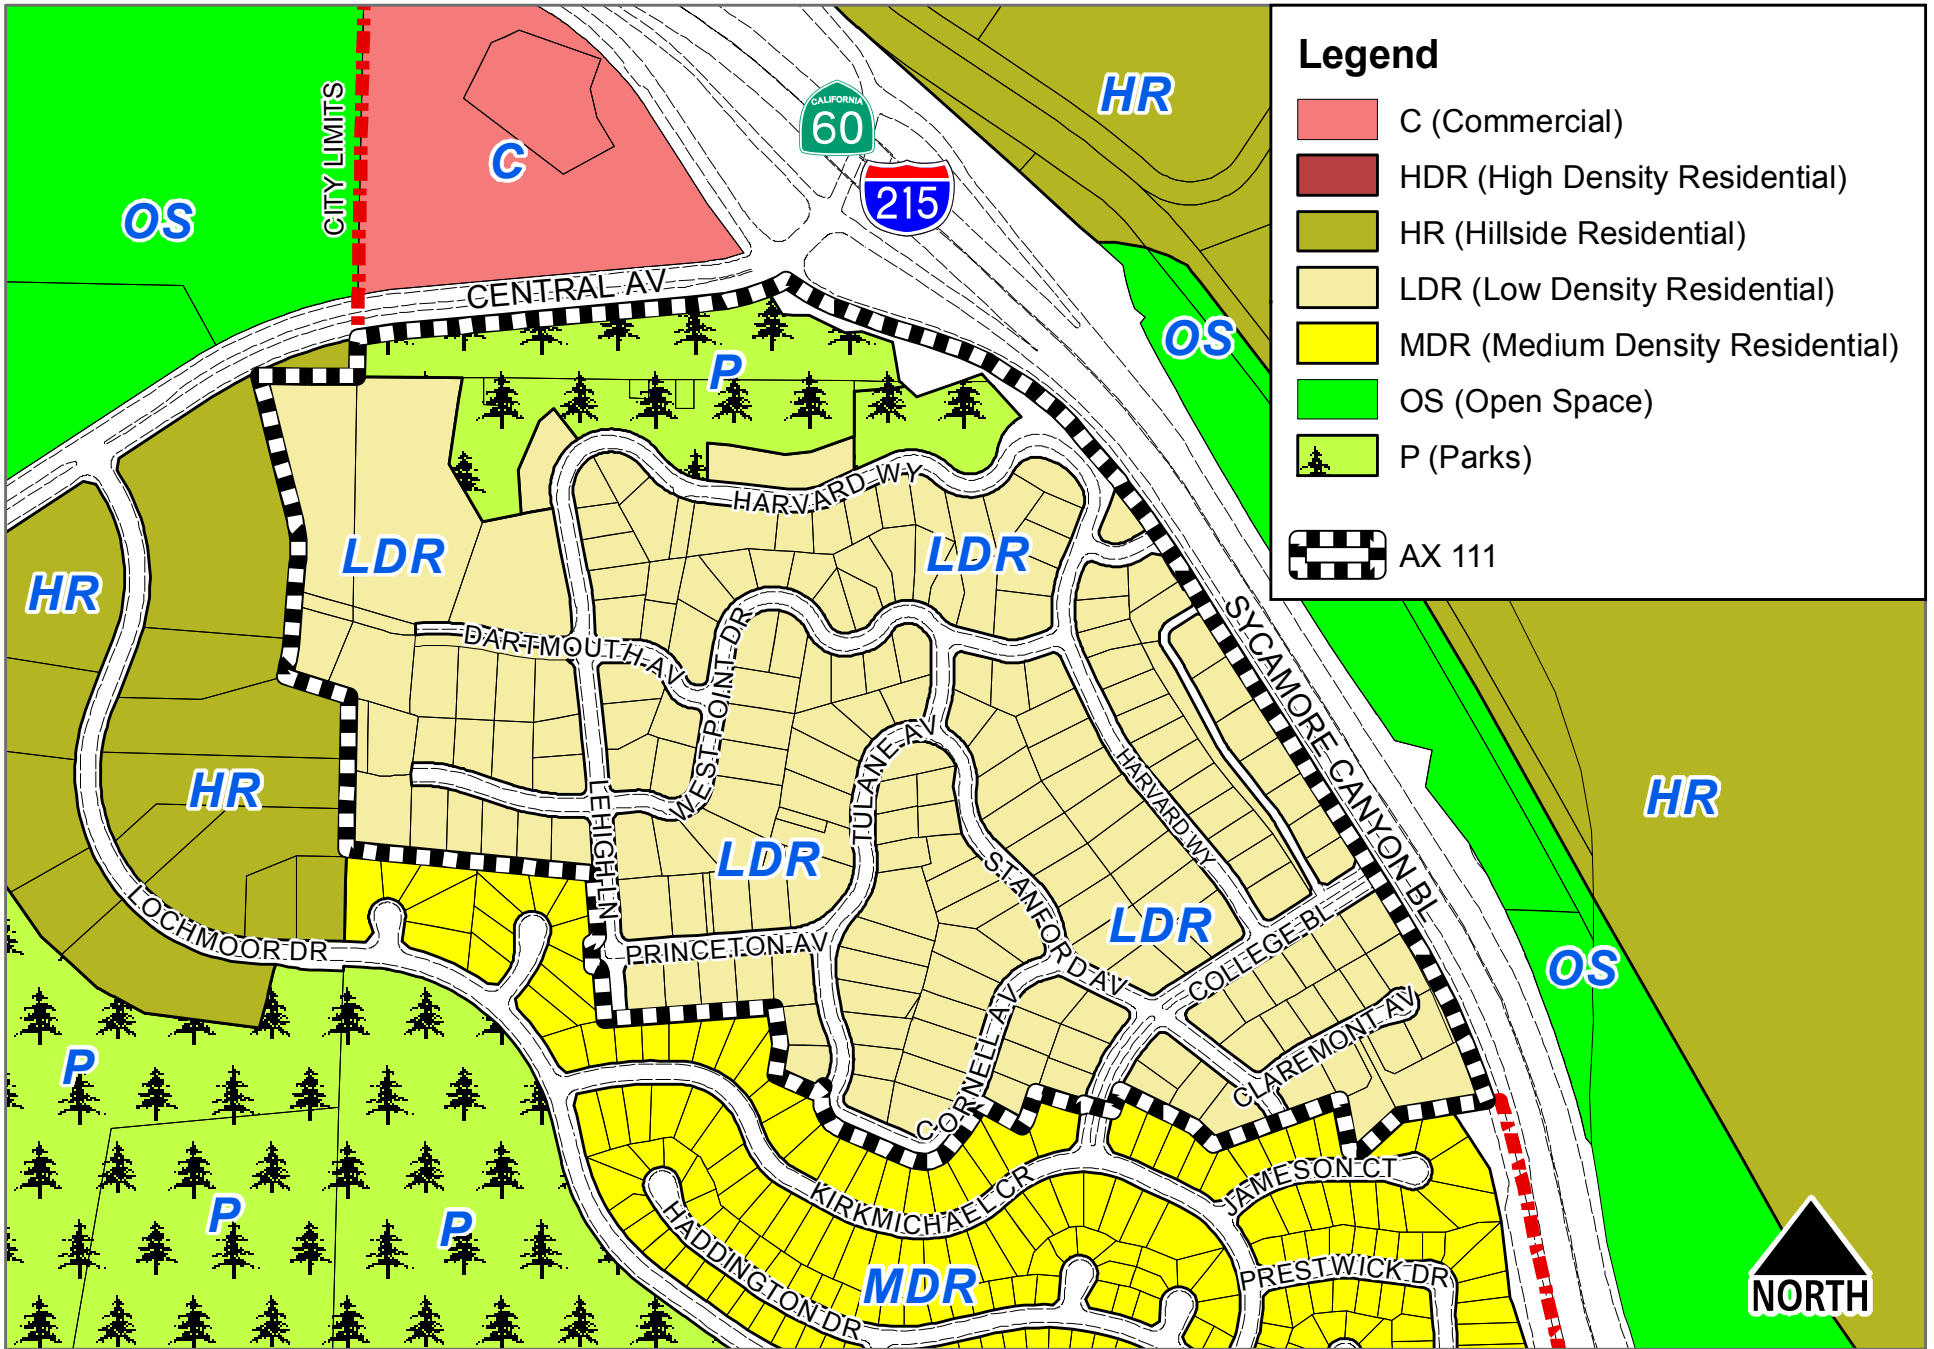 Legend
C (Commercial)
HDR (High Density Residential)
HR (Hillside Residential)
LDR (Low Density Residential)
MDR (Medium Density Residential)
OS (Open Space)
P (Parks)
AX 111
HR
CITY LIMITS
CALIFORNIA
60
C
215
OS
CENTRAL AV
OS
P
HARVARD WY
LDR
LDR
HR
DARTMOUTH AV
WEST POINT DR
SYCAMORE CANYON BL
TULANE AV
HARVARD WY
HR
HR
LEHIGH LN
LDR
STANFORD AV
LDR
LOCHMOOR DR
PRINCETON AV
COLLEGE BL
OS
CORNELL AV
CLAREMONT AV
P
KIRKMICHAEL CR
JAMESON CT
P
P
HADDINGTON DR
MDR
PRESTWICK DR
NORTH